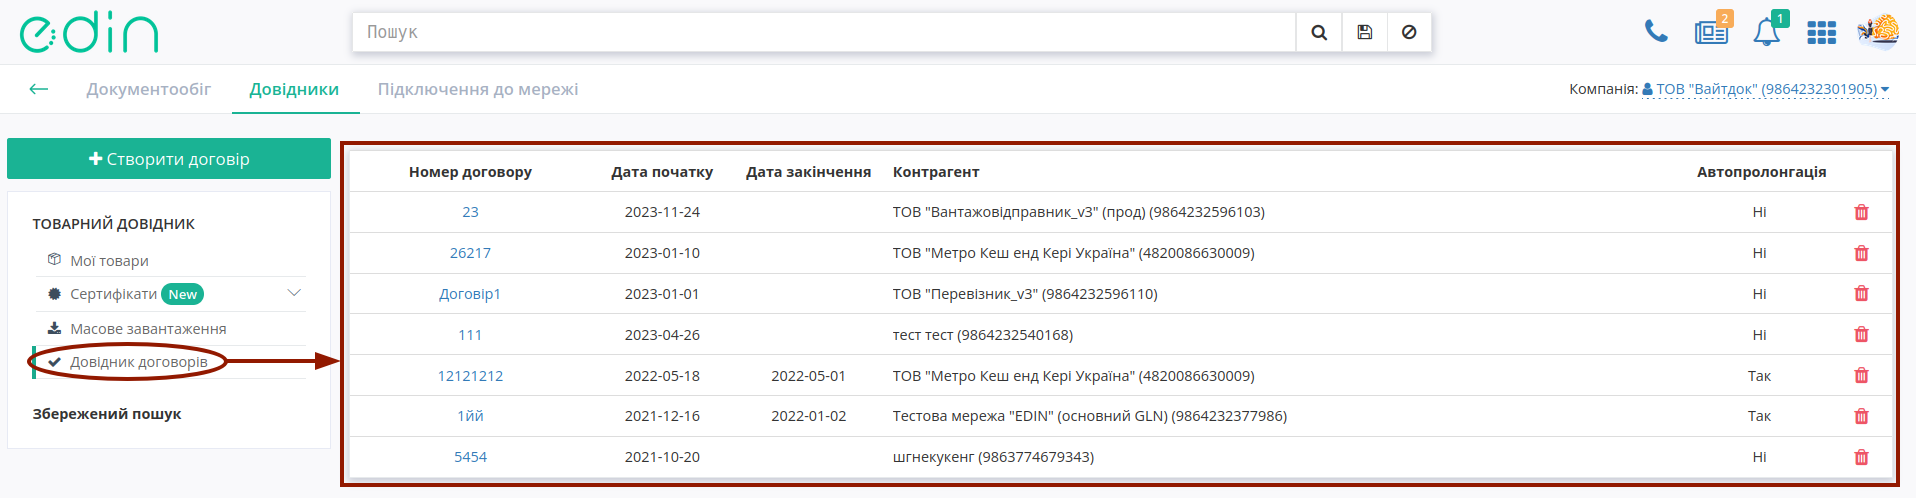 edin
Пошук
2
1
Документообіг Довідники Підключення до мережі
Компанія: ТОВ "Вайтдок" (9864232301905)
Створити договір
ТОВАРНИЙ ДОВІДНИК
Мої товари
Сертифікати New
Масове завантаження
Довідник договорів
Збережений пошук
Номер договору Дата початку Дата закінчення Контрагент Автопролонгація
23 2023-11-24 ТОВ "Вантажовідправник_v3" (прод) (9864232596103) Ні
26217 2023-01-10 ТОВ "Метро Кеш енд Кері Україна" (4820086630009) Ні
Договір1 2023-01-01 ТОВ "Перевізник_v3" (9864232596110) Ні
111 2023-04-26 тест тест (9864232540168) Ні
12121212 2022-05-18 2022-05-01 ТОВ "Метро Кеш енд Кері Україна" (4820086630009) Так
1йй 2021-12-16 2022-01-02 Тестова мережа "EDIN" (основний GLN) (9864232377986) Так
5454 2021-10-20 шгнекукенг (9863774679343) Ні